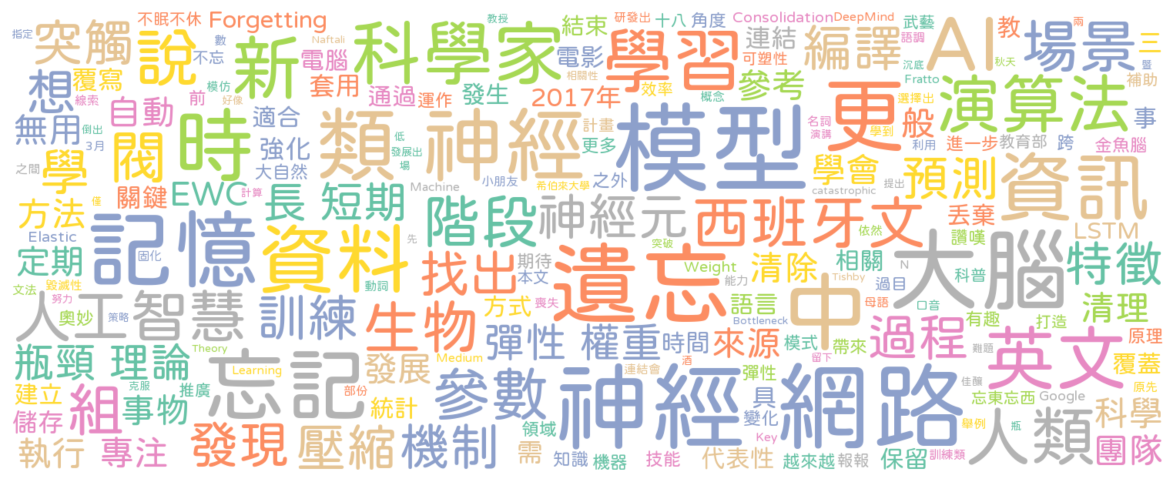 指定
不眠不休
Forgetting
教授
結束
研發出
十八
角度
Consolidation
DeepMind
武藝
教
場景
三
兩
突觸
說
不忘
數
Naftali
新
電腦
科學家
電影
學習
可塑性
連結
編譯
語調
AI
秋天
暨
想
覆寫
線索
自動
前
模仿
好像
套用
通過
運作
相關性
發生
效率
2017年
參考
概念
沉底
Fratto
選擇出
演算法
補助
無用
倒出
3月
閥
時
適合
強化
大自然
類
神經
低
發展出
場
計畫
更多
模型
更
名詞
演講
般
學到
利用
進一步
教育部
跨
事
金魚腦
之間
學
關鍵
EWC
計算
長
短期
Machine
小朋友
希伯來大學
之外
階段
神經元
catastrophic
學會
提出
預測
資訊
方法
僅
Elastic
記憶
固化
資料
先
找出
期待
本文
突破
西班牙文
丟棄
讚嘆
LSTM
定期
文法
毀滅性
動詞
遺忘
Weight
能力
清除
相關
依然
N
大腦
科普
特徵
人工智慧
努力
奧妙
策略
訓練
生物
方式
喪失
語言
中
Tishby
過目
母語
口音
有趣
打造
清理
原理
瓶頸
理論
Theory
彈性
權重
時間
Bottleneck
來源
模式
帶來
過程
英文
難題
覆蓋
建立
克服
推廣
Learning
忘記
發展
Medium
部份
參數
連結會
留下
酒
神經
彈性
網路
佳釀
原先
儲存
組
事物
統計
具
變化
忘東忘西
Google
科學
執行
專注
發現
壓縮
機制
需
領域
知識
機器
Key
技能
代表性
越來越
報報
保留
舉例
瓶
訓練類
人類
團隊